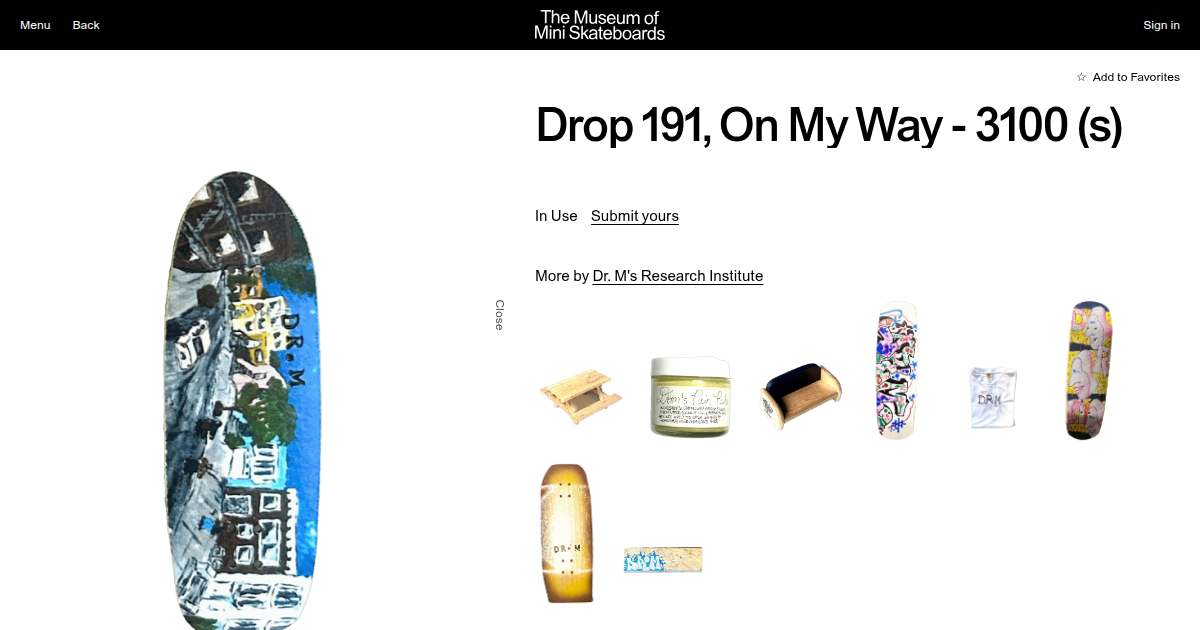 Menu
Back
The Museum of
Mini Skateboards
Sign in
☆ Add to Favorites
Drop 191, On My Way - 3100 (s)
In Use
Submit yours
More by Dr. M's Research Institute
Close
DR. M
DR M
DR. M